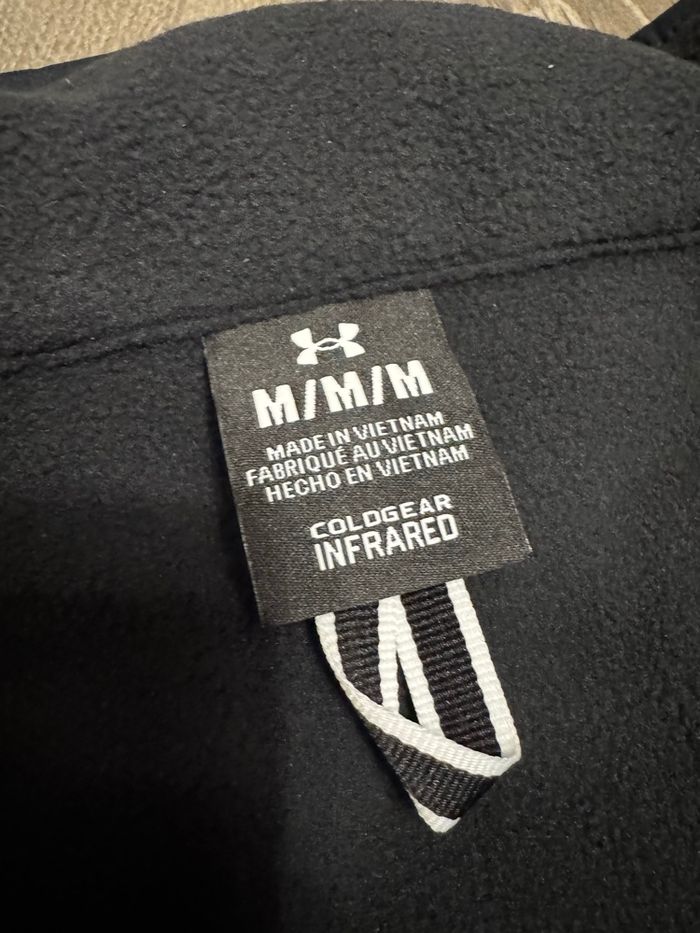 M/M/M
MADE IN VIETNAM
FABRIQUÉ AU VIETNAM
HECHO EN VIETNAM
COLDGEAR
INFRARED